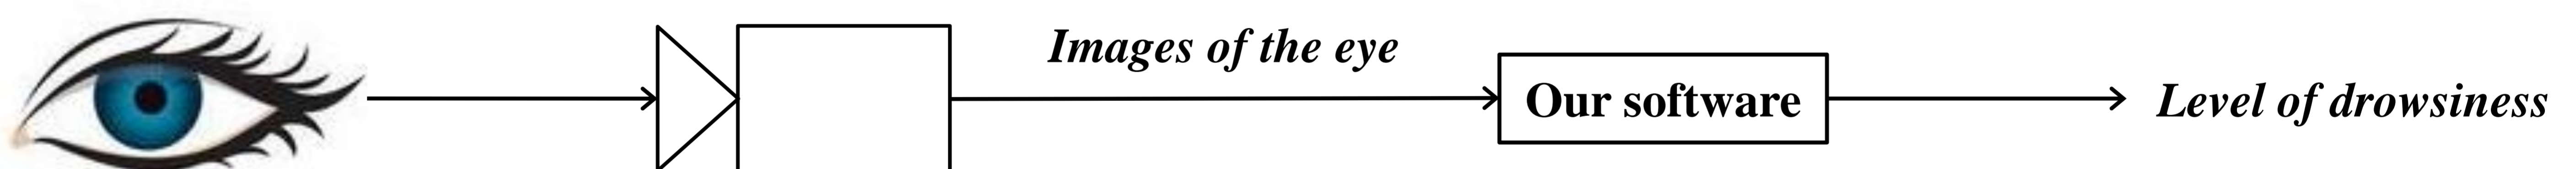 Images of the eye
Our software
Level of drowsiness